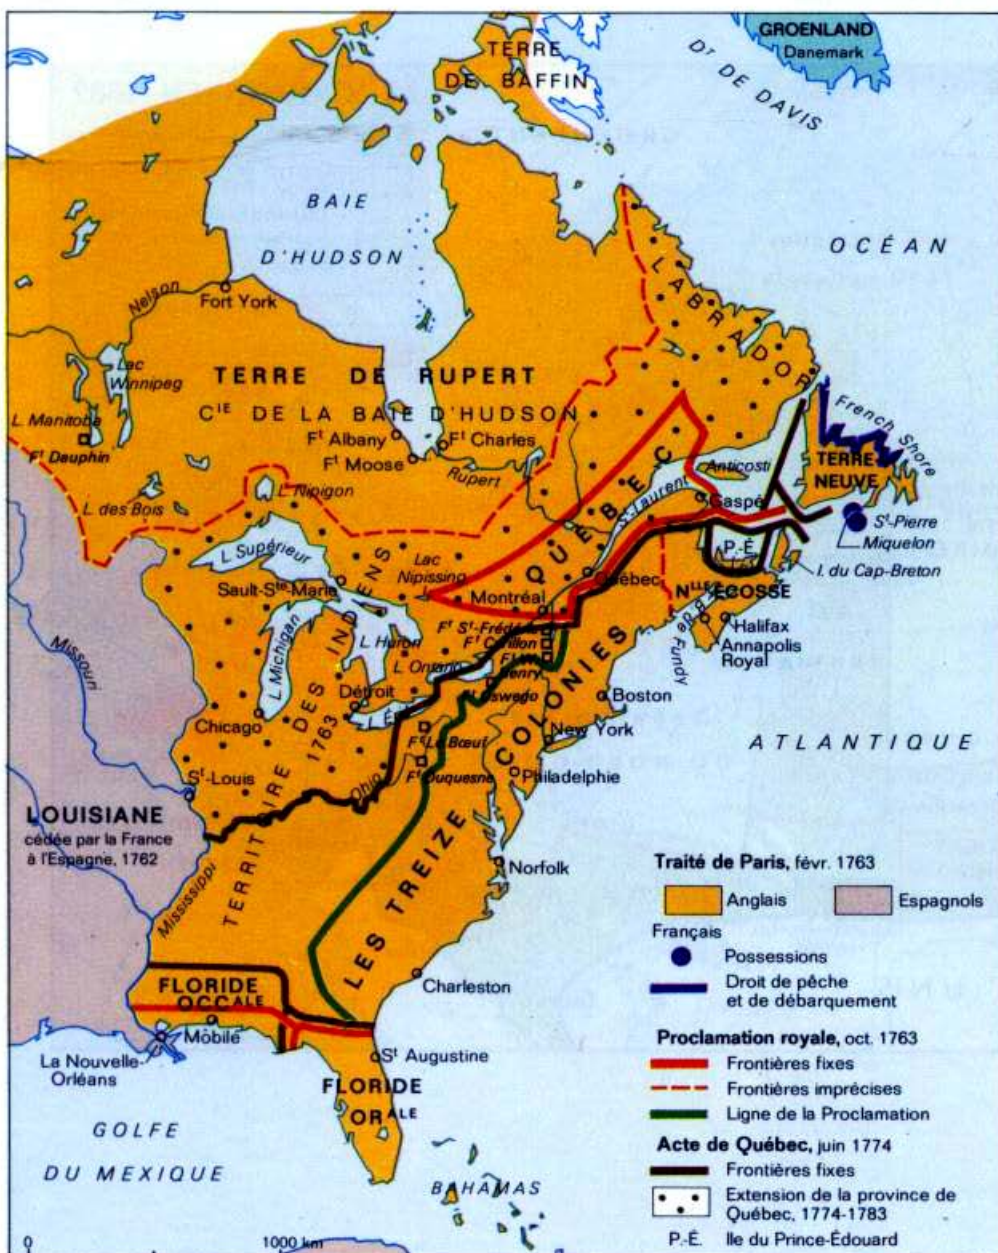 GROENLAND
Danemark
Dᵗ DE DAVIS
TERRE
DE BAFFIN
BAIE
D'HUDSON
OCÉAN
LABRADOR
Nelson
Fort York
Lac
Winnipeg
TERRE DE RUPERT
Cᴵᴱ DE LA BAIE D'HUDSON
L. Manitoba
Fᵗ Dauphin
Fᵗ Albany
Fᵗ Charles
Fᵗ Moose
Rupert
French Shore
TERRE
NEUVE
Anticosti
L. Nipigon
L. des Bois
QUÉBEC
St-Laurent
Gaspé
Sᵗ-Pierre
Miquelon
L. Supérieur
Lac
Nipissing
P.-É.
I. du Cap-Breton
Sault-Sᵗᵉ-Marie
Québec
Nˡˡᵉ ÉCOSSE
Montréal
B. de Fundy
Halifax
Annapolis
Royal
L. Huron
Fᵗ Sᵗ-Frédéric
Fᵗ Carillon
Henry
L. Michigan
L. Ontario
Oswego
Missouri
Détroit
L. É
Boston
Chicago
New York
Fᵗ Le Bœuf
Fᵗ Duquesne
Philadelphie
Ohio
ATLANTIQUE
Sᵗ-Louis
TERRITOIRE DES INDIENS
1763
LES TREIZE COLONIES
LOUISIANE
cédée par la France
à l'Espagne, 1762
Mississippi
Norfolk
Charleston
FLORIDE
OCCᴬᴸᴱ
Môbile
La Nouvelle-
Orléans
Sᵗ Augustine
FLORIDE
ORᴬᴸᴱ
GOLFE
DU MEXIQUE
BAHAMAS
0 1000 km
Traité de Paris, févr. 1763
Anglais
Espagnols
Français
Possessions
Droit de pêche
et de débarquement
Proclamation royale, oct. 1763
Frontières fixes
Frontières imprécises
Ligne de la Proclamation
Acte de Québec, juin 1774
Frontières fixes
Extension de la province de
Québec, 1774-1783
P.-É. Ile du Prince-Édouard